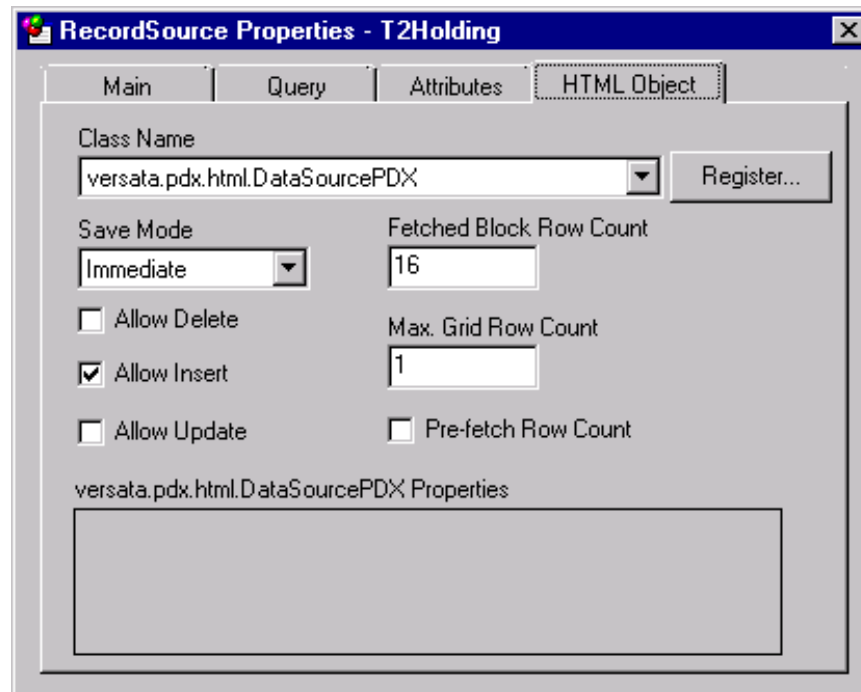 RecordSource Properties - T2Holding
Main Query Attributes HTML Object
Class Name
versata.pdx.html.DataSourcePDX Register...
Save Mode Fetched Block Row Count
Immediate 16
Allow Delete Max. Grid Row Count
Allow Insert 1
Allow Update Pre-fetch Row Count
versata.pdx.html.DataSourcePDX Properties